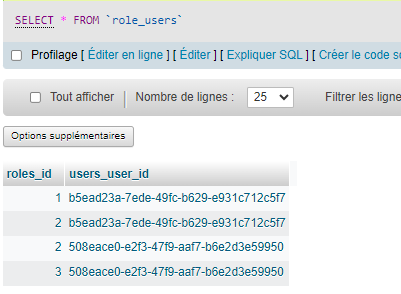 SELECT * FROM `role_users`
Profilage [ Éditer en ligne ] [ Éditer ] [ Expliquer SQL ] [ Créer le code
Tout afficher Nombre de lignes : 25 Filtrer les
Options supplémentaires
roles_id users_user_id
1 b5ead23a-7ede-49fc-b629-e931c712c5f7
2 b5ead23a-7ede-49fc-b629-e931c712c5f7
2 508eace0-e2f3-47f9-aaf7-b6e2d3e59950
3 508eace0-e2f3-47f9-aaf7-b6e2d3e59950